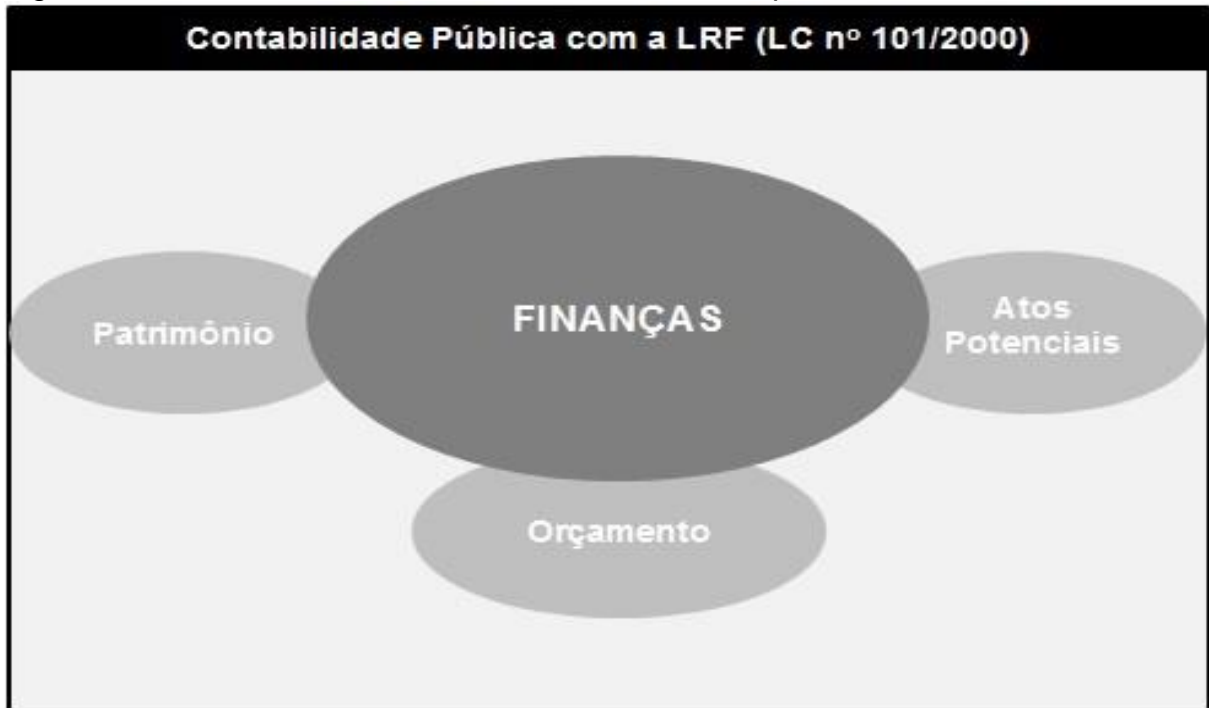 Contabilidade Pública com a LRF (LC nº 101/2000)
FINANÇAS
Patrimônio
Atos
Potenciais
Orçamento